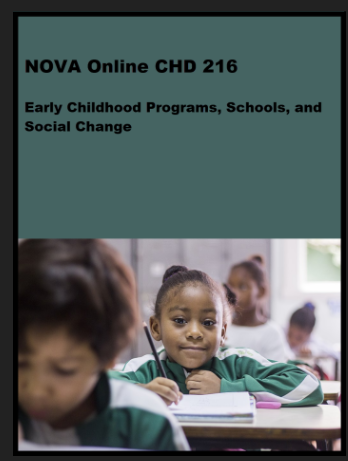 NOVA Online CHD 216
Early Childhood Programs, Schools, and
Social Change